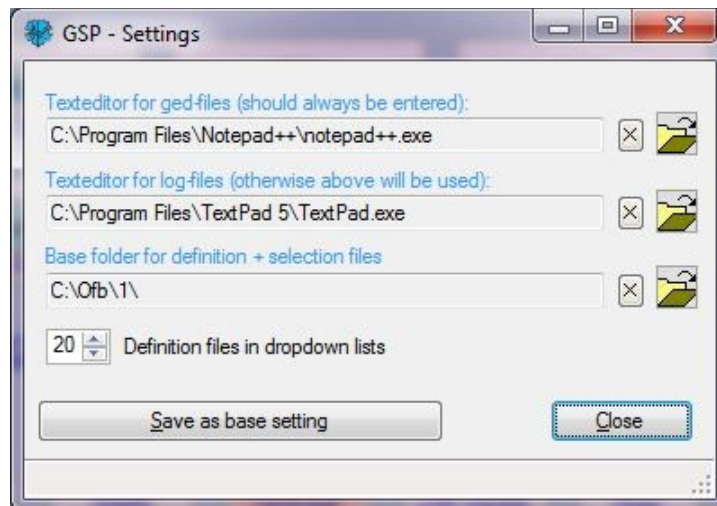 GSP - Settings
Texteditor for ged-files (should always be entered):
C:\Program Files\Notepad++\notepad++.exe
Texteditor for log-files (otherwise above will be used):
C:\Program Files\TextPad 5\TextPad.exe
Base folder for definition + selection files
C:\Ofb\1\
20 Definition files in dropdown lists
Save as base setting Close